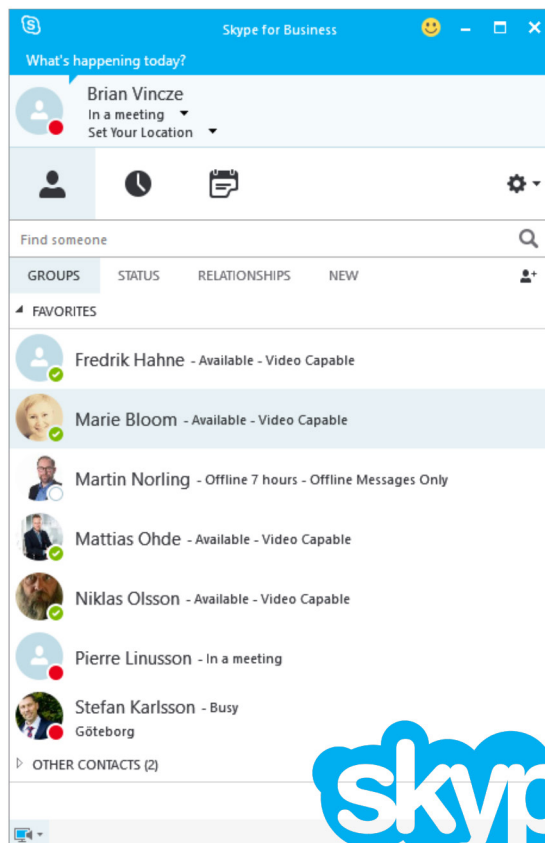 Skype for Business
What's happening today?
Brian Vincze
In a meeting
Set Your Location
Find someone
GROUPS STATUS RELATIONSHIPS NEW
FAVORITES
Fredrik Hahne - Available - Video Capable
Marie Bloom - Available - Video Capable
Martin Norling - Offline 7 hours - Offline Messages Only
Mattias Ohde - Available - Video Capable
Niklas Olsson - Available - Video Capable
Pierre Linusson - In a meeting
Stefan Karlsson - Busy
Göteborg
OTHER CONTACTS (2)
skyp